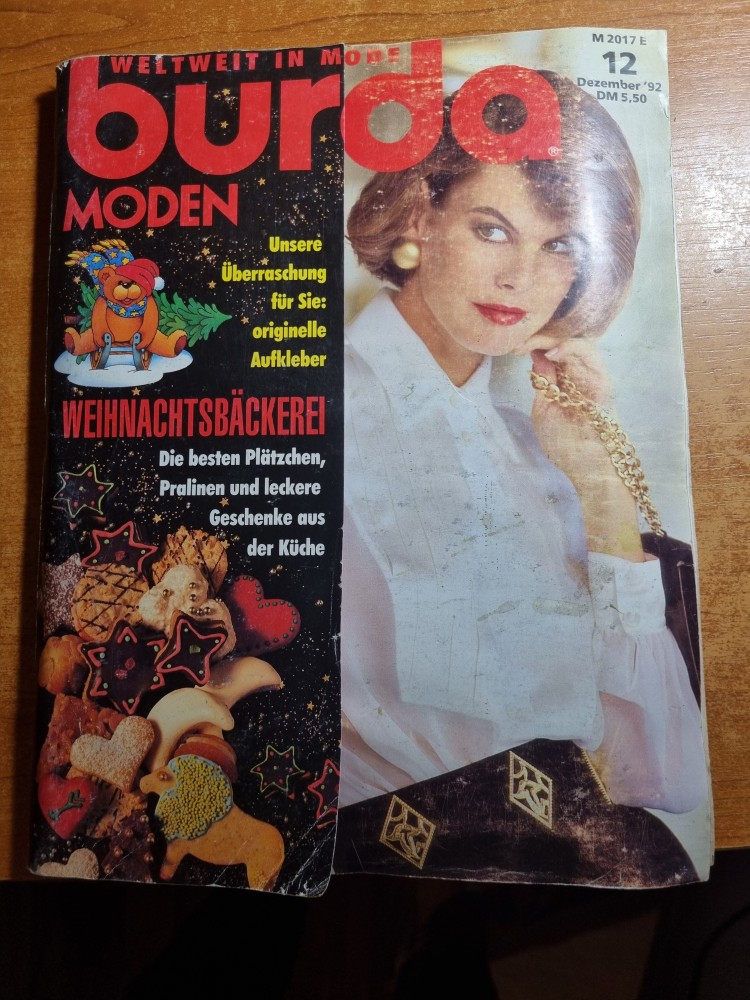 WELTWEIT IN MODE
burda
MODEN
M 2017 E
12
Dezember '92
DM 5,50
Unsere
Überraschung
für Sie:
originelle
Aufkleber
WEIHNACHTSBÄCKEREI
Die besten Plätzchen,
Pralinen und leckere
Geschenke aus
der Küche